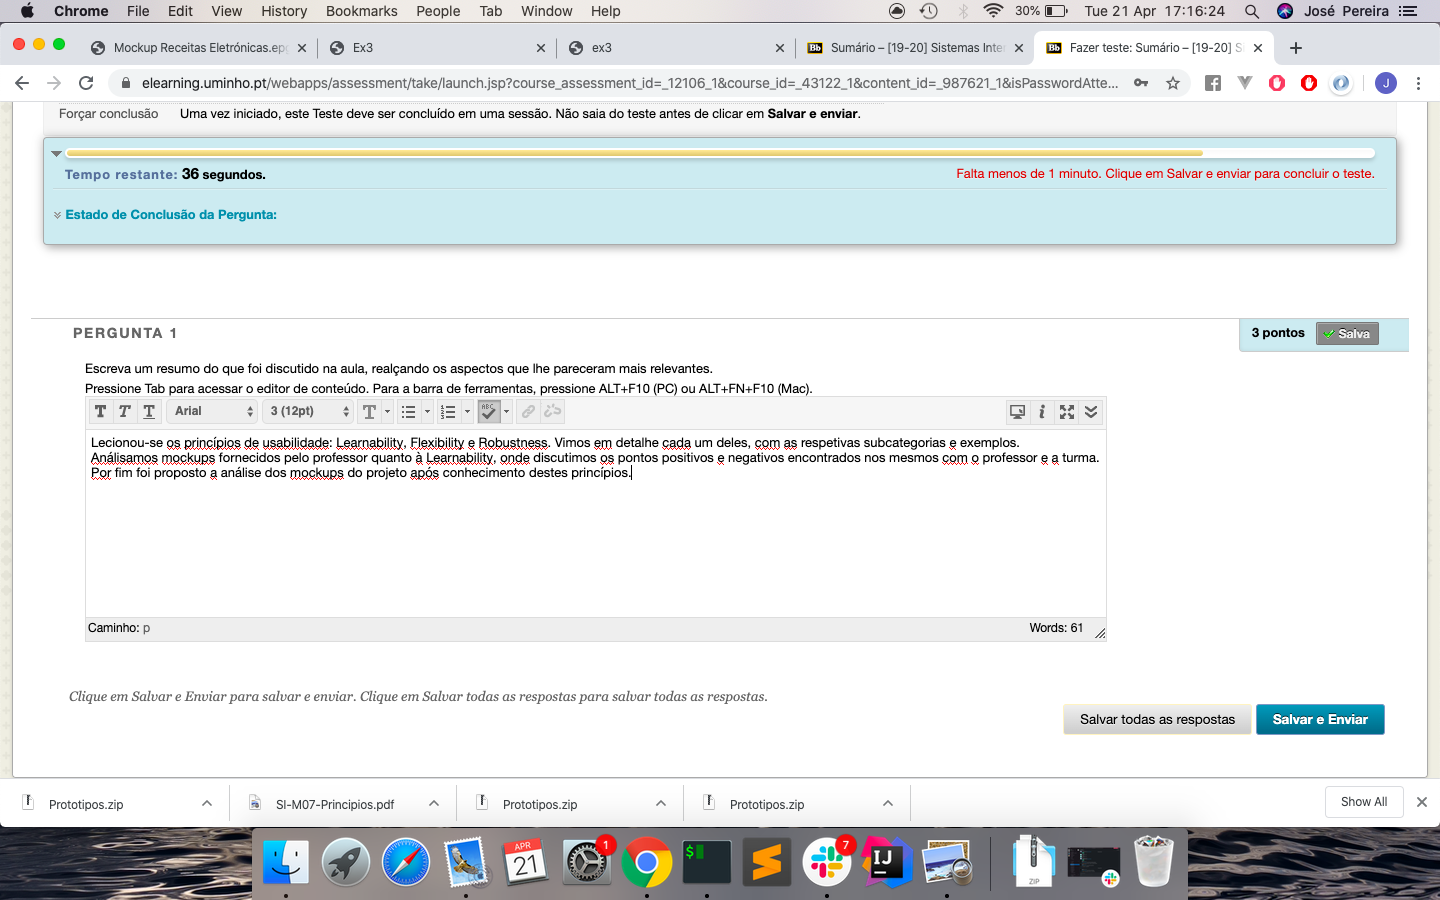 Chrome File Edit View History Bookmarks People Tab Window Help 30% Tue 21 Apr 17:16:24 José Pereira
Mockup Receitas Eletrónicas.ep
Ex3
ex3
Bb Sumário – [19-20] Sistemas Inte
Bb Fazer teste: Sumário – [19-20] S
elearning.uminho.pt/webapps/assessment/take/launch.jsp?course_assessment_id=_12106_1&course_id=_43122_1&content_id=_987621_1&isPasswordAtte...
J
Forçar conclusão Uma vez iniciado, este Teste deve ser concluído em uma sessão. Não saia do teste antes de clicar em Salvar e enviar.
Tempo restante: 36 segundos.
Falta menos de 1 minuto. Clique em Salvar e enviar para concluir o teste.
Estado de Conclusão da Pergunta:
PERGUNTA 1
3 pontos Salva
Escreva um resumo do que foi discutido na aula, realçando os aspectos que lhe pareceram mais relevantes.
Pressione Tab para acessar o editor de conteúdo. Para a barra de ferramentas, pressione ALT+F10 (PC) ou ALT+FN+F10 (Mac).
T T T Arial 3 (12pt) T ABC i
Lecionou-se os princípios de usabilidade: Learnability, Flexibility e Robustness. Vimos em detalhe cada um deles, com as respetivas subcategorias e exemplos.
Análisamos mockups fornecidos pelo professor quanto à Learnability, onde discutimos os pontos positivos e negativos encontrados nos mesmos com o professor e a turma.
Por fim foi proposto a análise dos mockups do projeto após conhecimento destes princípios.
Caminho: p
Words: 61
Clique em Salvar e Enviar para salvar e enviar. Clique em Salvar todas as respostas para salvar todas as respostas.
Salvar todas as respostas
Salvar e Enviar
Prototipos.zip
SI-M07-Principios.pdf
Prototipos.zip
Prototipos.zip
Show All
APR
21
1
$
7
IJ
ZIP